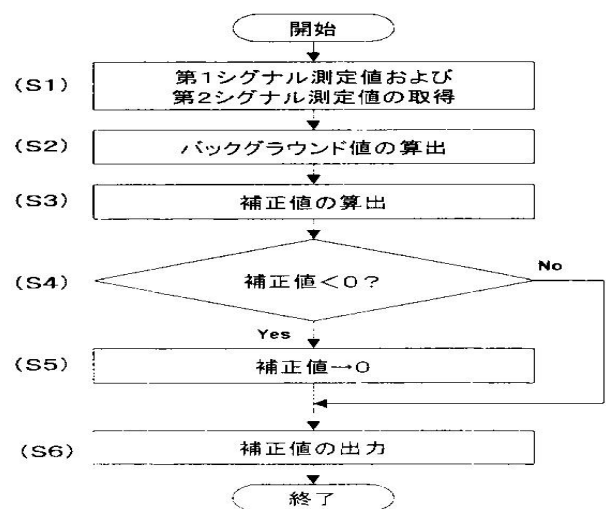 開始
(S1)
第1シグナル測定値および
第2シグナル測定値の取得
(S2)
バックグラウンド値の算出
(S3)
補正値の算出
(S4)
補正値<0?
No
Yes
(S5)
補正値→0
(S6)
補正値の出力
終了